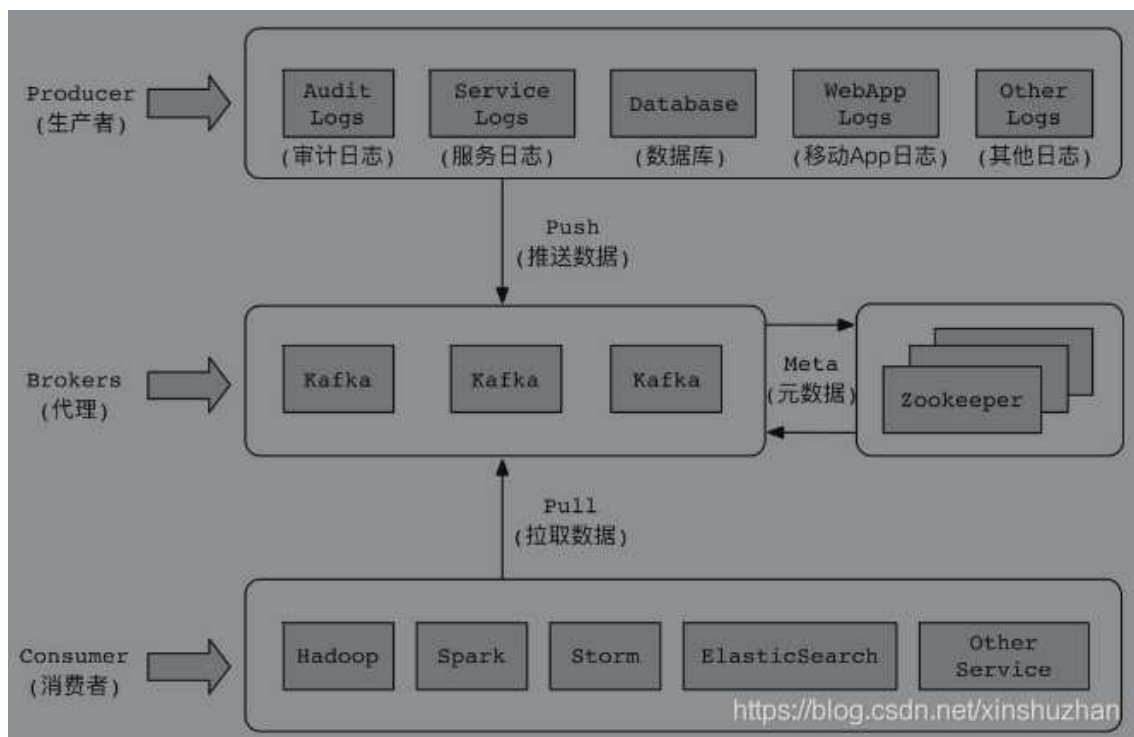 Producer
(生产者)
Audit
Logs
(审计日志)
Service
Logs
(服务日志)
Database
(数据库)
WebApp
Logs
(移动App日志)
Other
Logs
(其他日志)
Push
(推送数据)
Brokers
(代理)
Kafka
Kafka
Kafka
Meta
(元数据)
Zookeeper
Pull
(拉取数据)
Consumer
(消费者)
Hadoop
Spark
Storm
ElasticSearch
Other
Service
https://blog.csdn.net/xinshuzhan